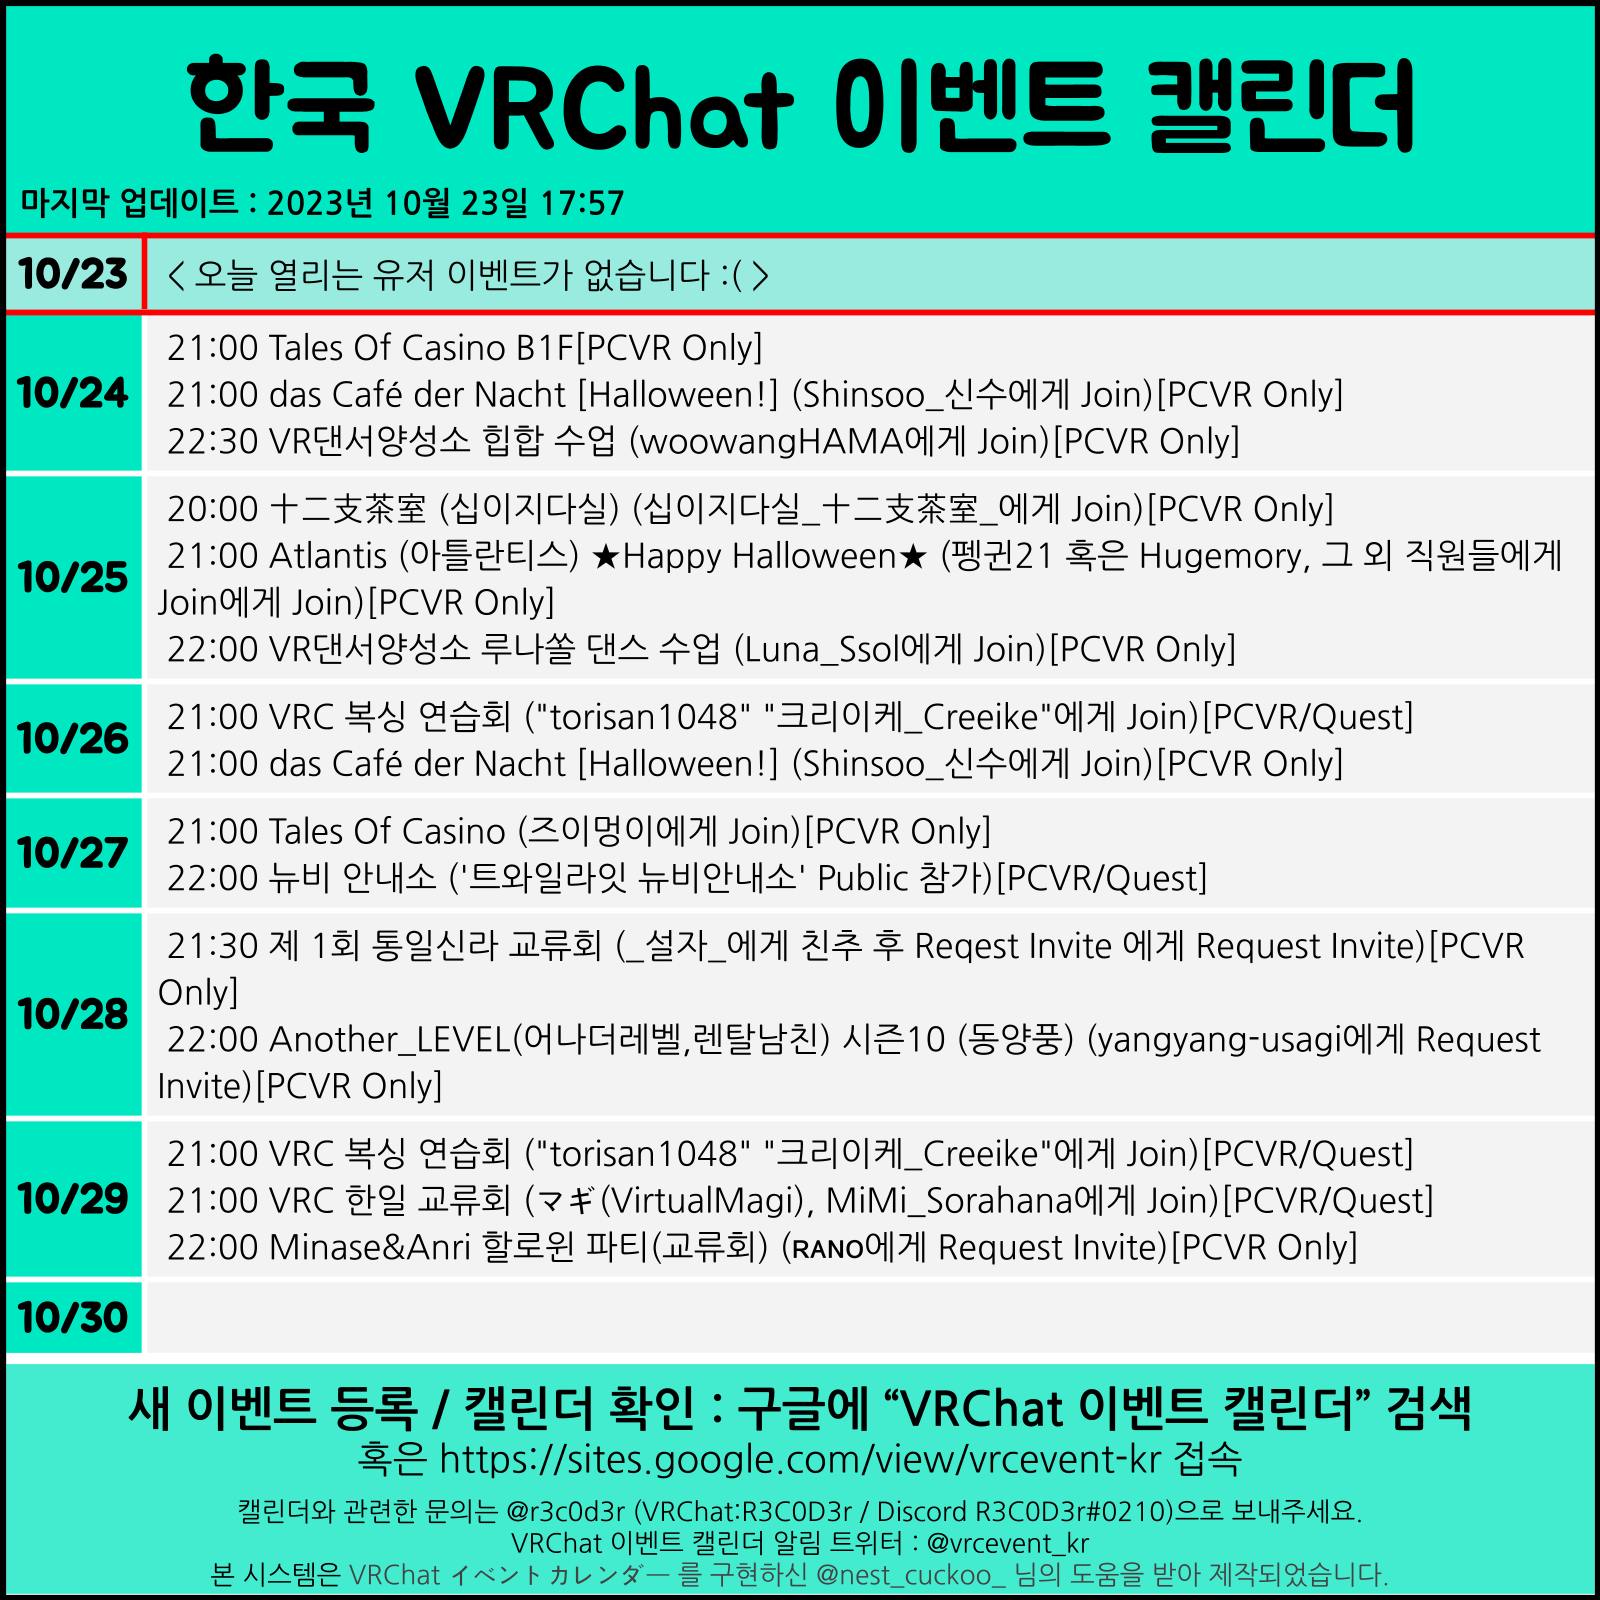 한국 VRChat 이벤트 캘린더
마지막 업데이트 : 2023년 10월 23일 17:57
10/23
< 오늘 열리는 유저 이벤트가 없습니다 :( >
10/24
21:00 Tales Of Casino B1F[PCVR Only]
21:00 das Café der Nacht [Halloween!] (Shinsoo_신수에게 Join)[PCVR Only]
22:30 VR댄서양성소 힙합 수업 (woowangHAMA에게 Join)[PCVR Only]
10/25
20:00 十二支茶室 (십이지다실) (십이지다실_十二支茶室_에게 Join)[PCVR Only]
21:00 Atlantis (아틀란티스) ★Happy Halloween★ (펭귄21 혹은 Hugemory, 그 외 직원들에게
Join에게 Join)[PCVR Only]
22:00 VR댄서양성소 루나쏠 댄스 수업 (Luna_Ssol에게 Join)[PCVR Only]
10/26
21:00 VRC 복싱 연습회 ("torisan1048" "크리이케_Creeike"에게 Join)[PCVR/Quest]
21:00 das Café der Nacht [Halloween!] (Shinsoo_신수에게 Join)[PCVR Only]
10/27
21:00 Tales Of Casino (즈이멍이에게 Join)[PCVR Only]
22:00 뉴비 안내소 ('트와일라잇 뉴비안내소' Public 참가)[PCVR/Quest]
10/28
21:30 제 1회 통일신라 교류회 (_설자_에게 친추 후 Reqest Invite 에게 Request Invite)[PCVR
Only]
22:00 Another_LEVEL(어나더레벨,렌탈남친) 시즌10 (동양풍) (yangyang-usagi에게 Request
Invite)[PCVR Only]
10/29
21:00 VRC 복싱 연습회 ("torisan1048" "크리이케_Creeike"에게 Join)[PCVR/Quest]
21:00 VRC 한일 교류회 (マギ(VirtualMagi), MiMi_Sorahana에게 Join)[PCVR/Quest]
22:00 Minase&Anri 할로윈 파티(교류회) (ʀᴀɴᴏ에게 Request Invite)[PCVR Only]
10/30
새 이벤트 등록 / 캘린더 확인 : 구글에 “VRChat 이벤트 캘린더” 검색
혹은 https://sites.google.com/view/vrcevent-kr 접속
캘린더와 관련한 문의는 @r3c0d3r (VRChat:R3C0D3r / Discord R3C0D3r#0210)으로 보내주세요.
VRChat 이벤트 캘린더 알림 트위터 : @vrcevent_kr
본 시스템은 VRChat イベントカレンダー 를 구현하신 @nest_cuckoo_ 님의 도움을 받아 제작되었습니다.